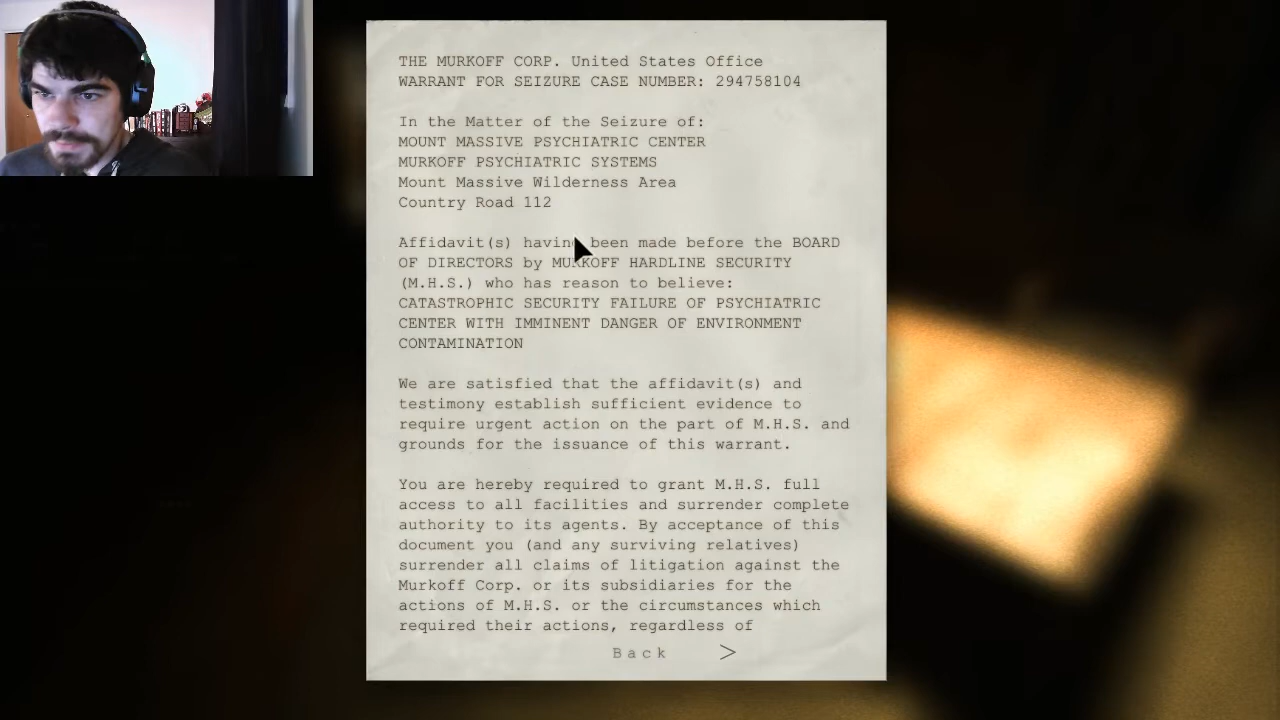 THE MURKOFF CORP. United States Office
WARRANT FOR SEIZURE CASE NUMBER: 294758104
In the Matter of the Seizure of:
MOUNT MASSIVE PSYCHIATRIC CENTER
MURKOFF PSYCHIATRIC SYSTEMS
Mount Massive Wilderness Area
Country Road 112
Affidavit(s) having been made before the BOARD
OF DIRECTORS by MURKOFF HARDLINE SECURITY
(M.H.S.) who has reason to believe:
CATASTROPHIC SECURITY FAILURE OF PSYCHIATRIC
CENTER WITH IMMINENT DANGER OF ENVIRONMENT
CONTAMINATION
We are satisfied that the affidavit(s) and
testimony establish sufficient evidence to
require urgent action on the part of M.H.S. and
grounds for the issuance of this warrant.
You are hereby required to grant M.H.S. full
access to all facilities and surrender complete
authority to its agents. By acceptance of this
document you (and any surviving relatives)
surrender all claims of litigation against the
Murkoff Corp. or its subsidiaries for the
actions of M.H.S. or the circumstances which
required their actions, regardless of
Back >